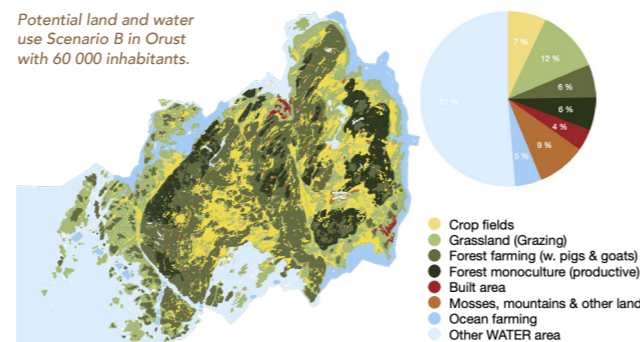 Potential land and water
use Scenario B in Orust
with 60 000 inhabitants.
7 %
12 %
6 %
6 %
4 %
9 %
5 %
51 %
Crop fields
Grassland (Grazing)
Forest farming (w. pigs & goats)
Forest monoculture (productive)
Built area
Mosses, mountains & other land
Ocean farming
Other WATER area